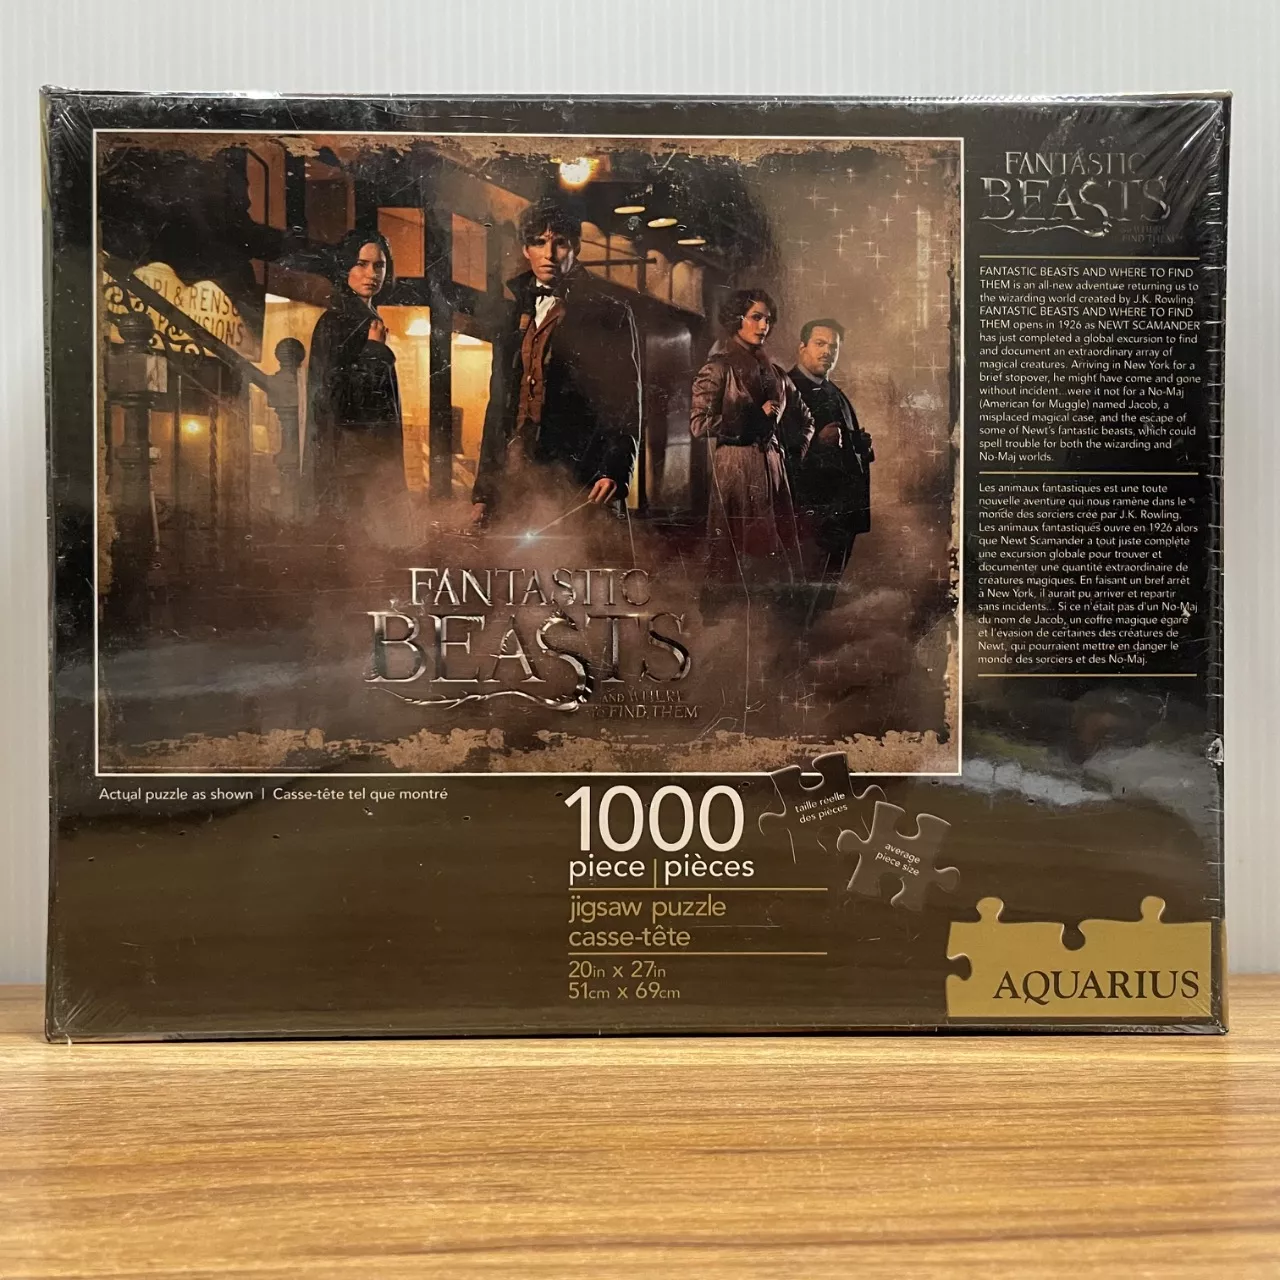 FANTASTIC
BEASTS
AND WHERE
TO FIND THEM
FANTASTIC BEASTS AND WHERE TO FIND
THEM is an all-new adventure returning us to
the wizarding world created by J.K. Rowling.
FANTASTIC BEASTS AND WHERE TO FIND
THEM opens in 1926 as NEWT SCAMANDER
has just completed a global excursion to find
and document an extraordinary array of
magical creatures. Arriving in New York for a
brief stopover, he might have come and gone
without incident...were it not for a No-Maj
(American for Muggle) named Jacob, a
misplaced magical case, and the escape of
some of Newt's fantastic beasts, which could
spell trouble for both the wizarding and
No-Maj worlds.
Les animaux fantastiques est une toute
nouvelle aventure qui nous ramène dans le
monde des sorciers créé par J.K. Rowling.
Les animaux fantastiques ouvre en 1926 alors
que Newt Scamander a tout juste complété
une excursion globale pour trouver et
documenter une quantité extraordinaire de
créatures magiques. En faisant un bref arrêt
à New York, il aurait pu arriver et repartir
sans incidents... Si ce n'était pas d'un No-Maj
du nom de Jacob, un coffre magique égaré
et l'évasion de certaines des créatures de
Newt, qui pourraient mettre en danger le
monde des sorciers et des No-Maj.
& RENS
FANTASTIC
BEASTS
AND WHERE
TO FIND THEM
Actual puzzle as shown | Casse-tête tel que montré
1000
piece | pièces
taille réelle
des pièces
average
piece size
jigsaw puzzle
casse-tête
20in x 27in
51cm x 69cm
AQUARIUS